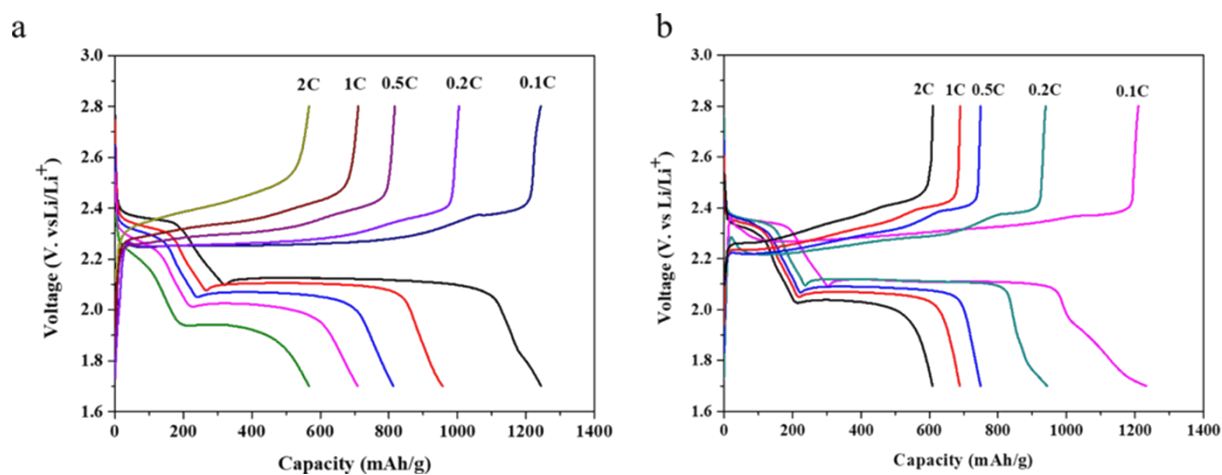 a
3.0
2.8
2.6
2.4
2.2
2.0
1.8
1.6
Voltage (V. vsLi/Li+)
2C 1C 0.5C 0.2C 0.1C
0 200 400 600 800 1000 1200 1400
Capacity (mAh/g)
b
3.0
2.8
2.6
2.4
2.2
2.0
1.8
1.6
Voltage (V. vs Li/Li+)
2C 1C 0.5C 0.2C 0.1C
0 200 400 600 800 1000 1200 1400
Capacity (mAh/g)